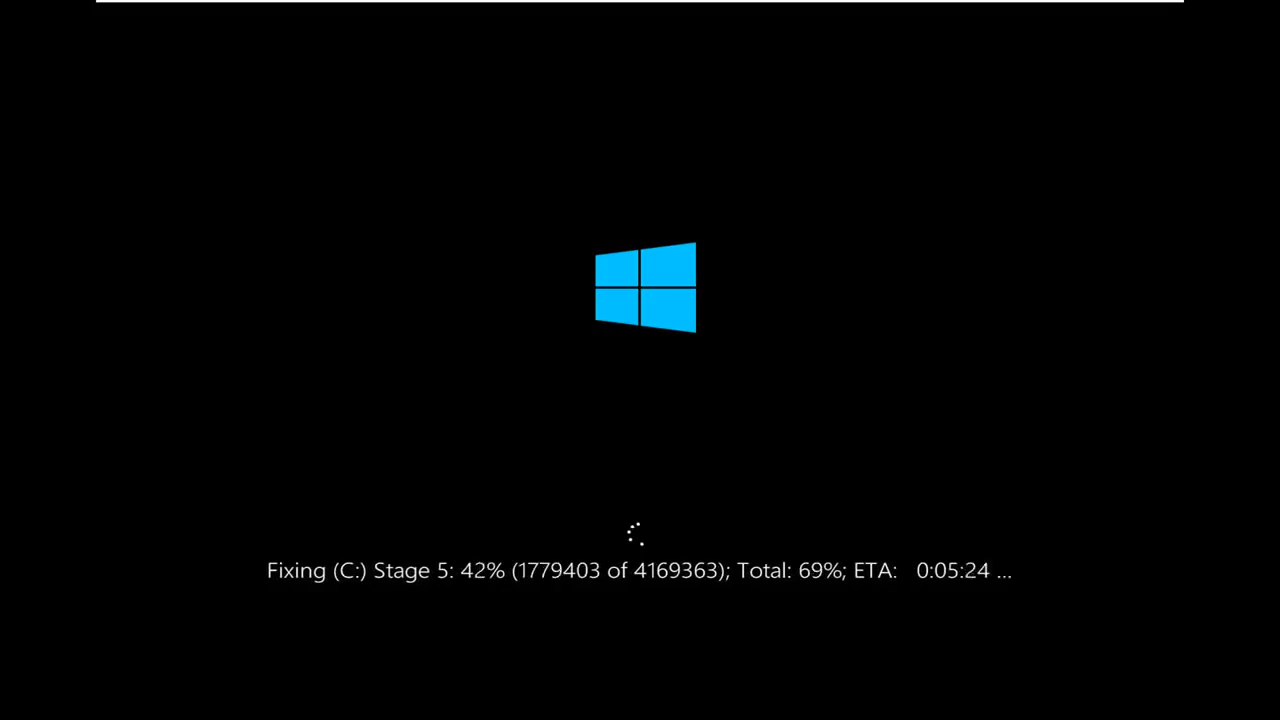 Fixing (C:) Stage 5: 42% (1779403 of 4169363); Total: 69%; ETA:   0:05:24 ...